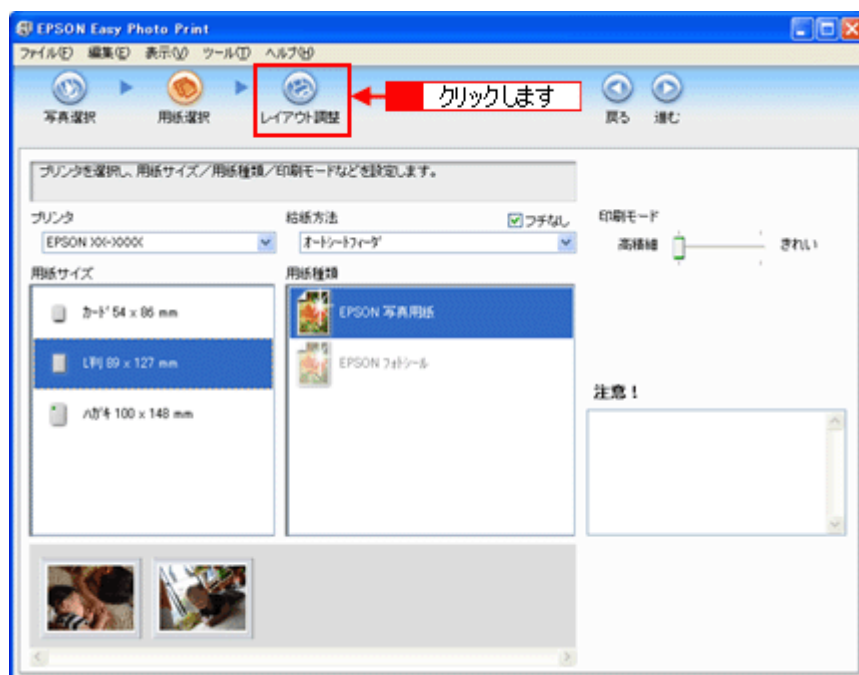 EPSON Easy Photo Print
ファイル(F) 編集(E) 表示(V) ツール(T) ヘルプ(H)
写真選択 用紙選択 レイアウト調整 クリックします 戻る 進む
プリンタを選択し、用紙サイズ/用紙種類/印刷モードなどを設定します。
プリンタ 給紙方法 フチなし 印刷モード
EPSON XX-XXXX オートシートフィーダ 高精細 きれい
用紙サイズ 用紙種類
カード 54 x 86 mm EPSON 写真用紙
L判 89 x 127 mm EPSON フォトシール
ハガキ 100 x 148 mm
注意!